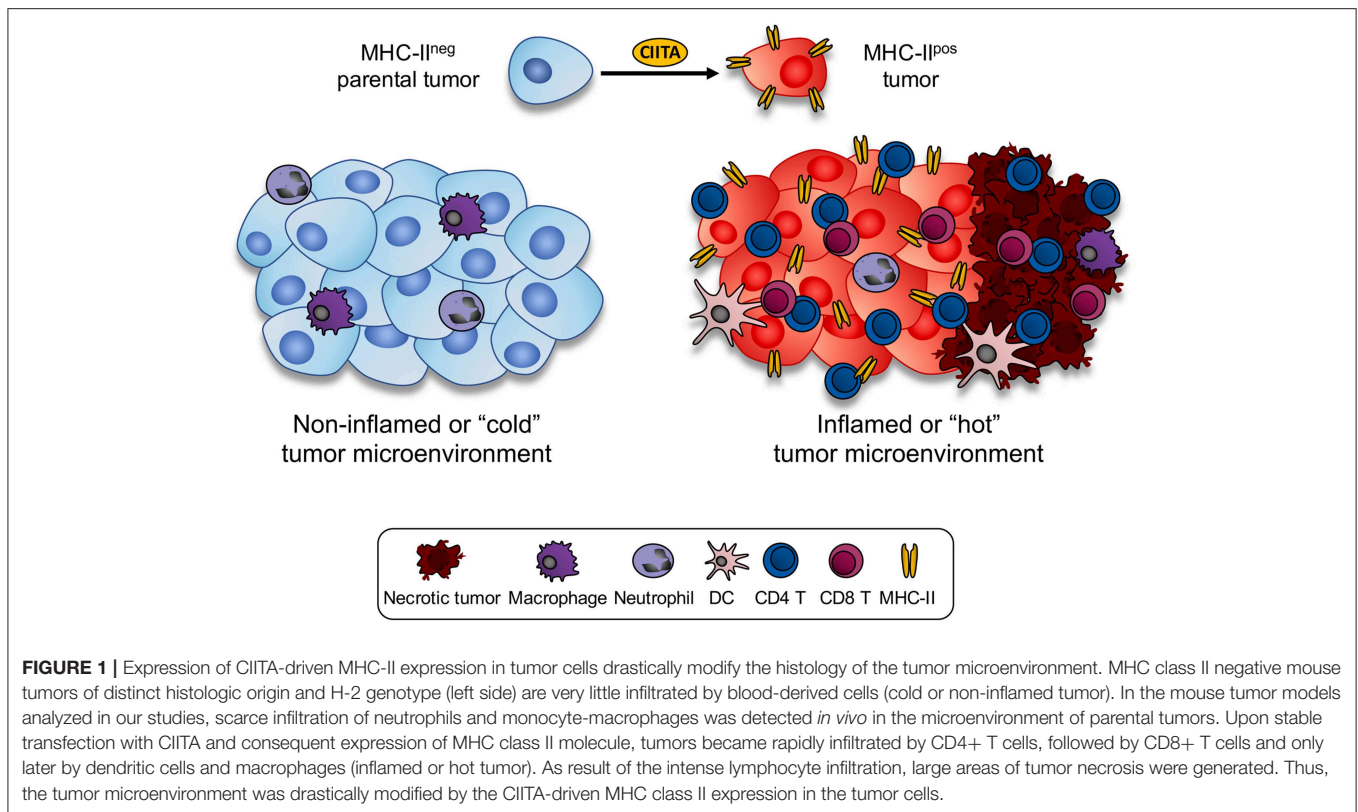 MHC-IIneg
parental tumor
CIITA
MHC-IIpos
tumor
Non-inflamed or “cold”
tumor microenvironment
Inflamed or “hot”
tumor microenvironment
Necrotic tumor Macrophage Neutrophil DC CD4 T CD8 T MHC-II
FIGURE 1 | Expression of CIITA-driven MHC-II expression in tumor cells drastically modify the histology of the tumor microenvironment. MHC class II negative mouse
tumors of distinct histologic origin and H-2 genotype (left side) are very little infiltrated by blood-derived cells (cold or non-inflamed tumor). In the mouse tumor models
analyzed in our studies, scarce infiltration of neutrophils and monocyte-macrophages was detected in vivo in the microenvironment of parental tumors. Upon stable
transfection with CIITA and consequent expression of MHC class II molecule, tumors became rapidly infiltrated by CD4+ T cells, followed by CD8+ T cells and only
later by dendritic cells and macrophages (inflamed or hot tumor). As result of the intense lymphocyte infiltration, large areas of tumor necrosis were generated. Thus,
the tumor microenvironment was drastically modified by the CIITA-driven MHC class II expression in the tumor cells.